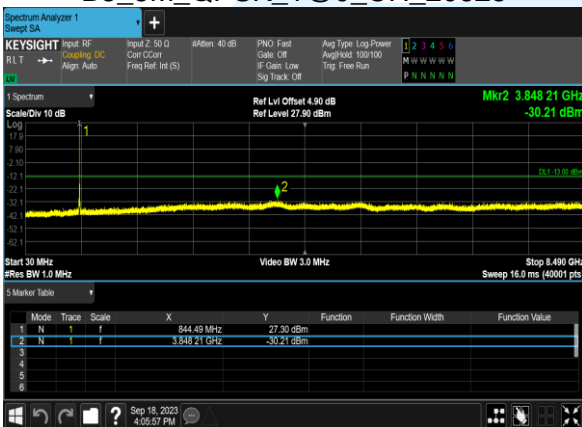 Spectrum Analyzer 1
Swept SA
+
KEYSIGHT Input: RF Input Z: 50 Ω #Atten: 40 dB PNO: Fast Avg Type: Log-Power 1 2 3 4 5 6
RLT Coupling: DC Corr CCorr Gate: Off Avg|Hold: 100/100 M W W W W W
Align: Auto Freq Ref: Int (S) IF Gain: Low Trig: Free Run P N N N N N
Sig Track: Off
LW
1 Spectrum Ref Lvl Offset 4.90 dB Mkr2 3.848 21 GHz
Scale/Div 10 dB Ref Level 27.90 dBm -30.21 dBm
Log
17.9 1
7.90
-2.10
-12.1 DL1 -13.00 dBm
-22.1 2
-32.1
-42.1
-52.1
-62.1
Start 30 MHz Video BW 3.0 MHz Stop 8.490 GHz
#Res BW 1.0 MHz Sweep 16.0 ms (40001 pts
5 Marker Table
Mode Trace Scale X Y Function Function Width Function Value
1 N 1 f 844.49 MHz 27.30 dBm
2 N 1 f 3.848 21 GHz -30.21 dBm
3
4
5
6
? Sep 18, 2023
4:05:57 PM